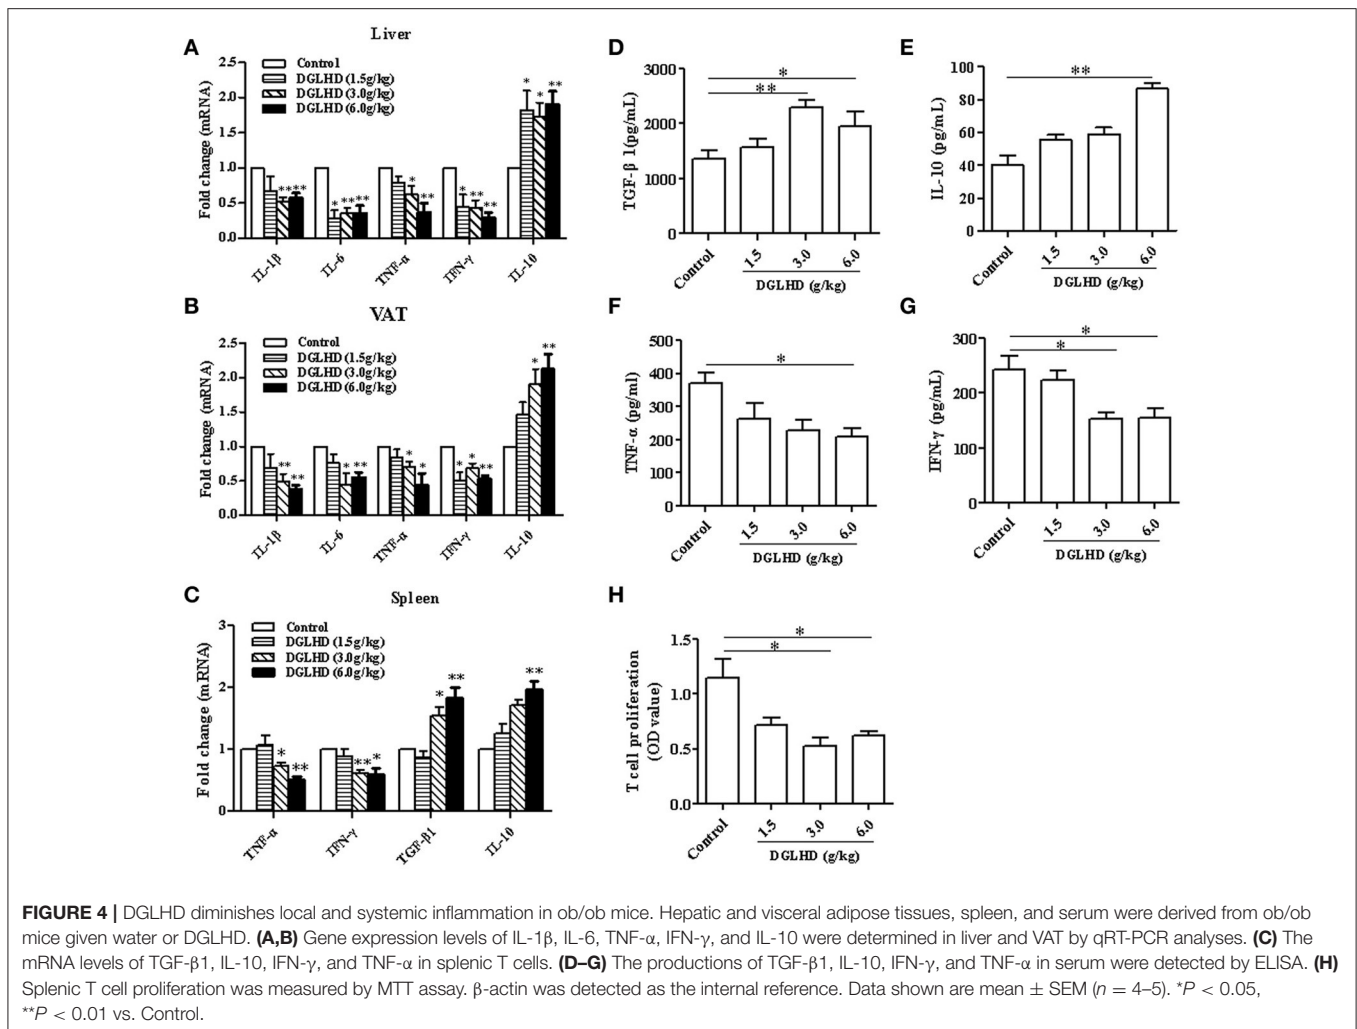 A
Liver
Control
DGLHD (1.5g/kg)
DGLHD (3.0g/kg)
DGLHD (6.0g/kg)
Fold change (mRNA)
2.5
2.0
1.5
1.0
0.5
0.0
* * **
** **
* ** **
* **
* ** **
IL-1β
IL-6
TNF-α
IFN-γ
IL-10
B
VAT
Control
DGLHD (1.5g/kg)
DGLHD (3.0g/kg)
DGLHD (6.0g/kg)
Fold change (mRNA)
2.5
2.0
1.5
1.0
0.5
0.0
* **
** **
* **
* *
* * **
IL-1β
IL-6
TNF-α
IFN-γ
IL-10
C
Spleen
Control
DGLHD (1.5g/kg)
DGLHD (3.0g/kg)
DGLHD (6.0g/kg)
Fold change (mRNA)
3
2
1
0
* **
** *
* **
**
TNF-α
IFN-γ
TGF-β1
IL-10
D
TGF-β 1(pg/mL)
3000
2000
1000
0
*
**
Control
1.5
3.0
6.0
DGLHD (g/kg)
E
IL-10 (pg/mL)
100
80
60
40
20
0
**
Control
1.5
3.0
6.0
DGLHD (g/kg)
F
TNF-α (pg/ml)
500
400
300
200
100
0
*
Control
1.5
3.0
6.0
DGLHD (g/kg)
G
IFN-γ (pg/mL)
300
200
100
0
*
*
Control
1.5
3.0
6.0
DGLHD (g/kg)
H
T cell proliferation
(OD value)
1.5
1.0
0.5
0.0
*
*
Control
1.5
3.0
6.0
DGLHD (g/kg)
FIGURE 4 | DGLHD diminishes local and systemic inflammation in ob/ob mice. Hepatic and visceral adipose tissues, spleen, and serum were derived from ob/ob
mice given water or DGLHD. (A,B) Gene expression levels of IL-1β, IL-6, TNF-α, IFN-γ, and IL-10 were determined in liver and VAT by qRT-PCR analyses. (C) The
mRNA levels of TGF-β1, IL-10, IFN-γ, and TNF-α in splenic T cells. (D–G) The productions of TGF-β1, IL-10, IFN-γ, and TNF-α in serum were detected by ELISA. (H)
Splenic T cell proliferation was measured by MTT assay. β-actin was detected as the internal reference. Data shown are mean ± SEM (n = 4–5). *P < 0.05,
**P < 0.01 vs. Control.